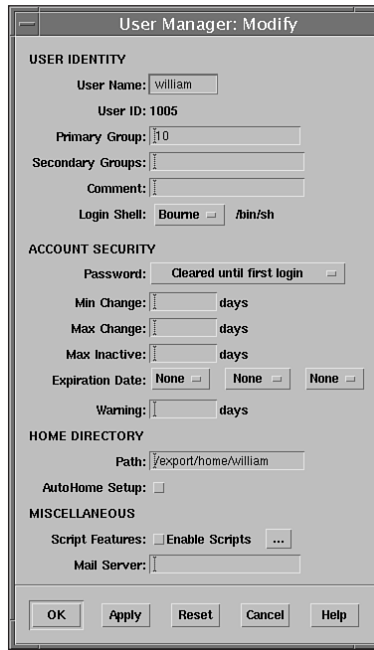 User Manager: Modify
USER IDENTITY
User Name: william
User ID: 1005
Primary Group: 10
Secondary Groups:
Comment:
Login Shell: Bourne /bin/sh
ACCOUNT SECURITY
Password: Cleared until first login
Min Change: days
Max Change: days
Max Inactive: days
Expiration Date: None None None
Warning: days
HOME DIRECTORY
Path: /export/home/william
AutoHome Setup:
MISCELLANEOUS
Script Features: Enable Scripts ...
Mail Server:
OK Apply Reset Cancel Help